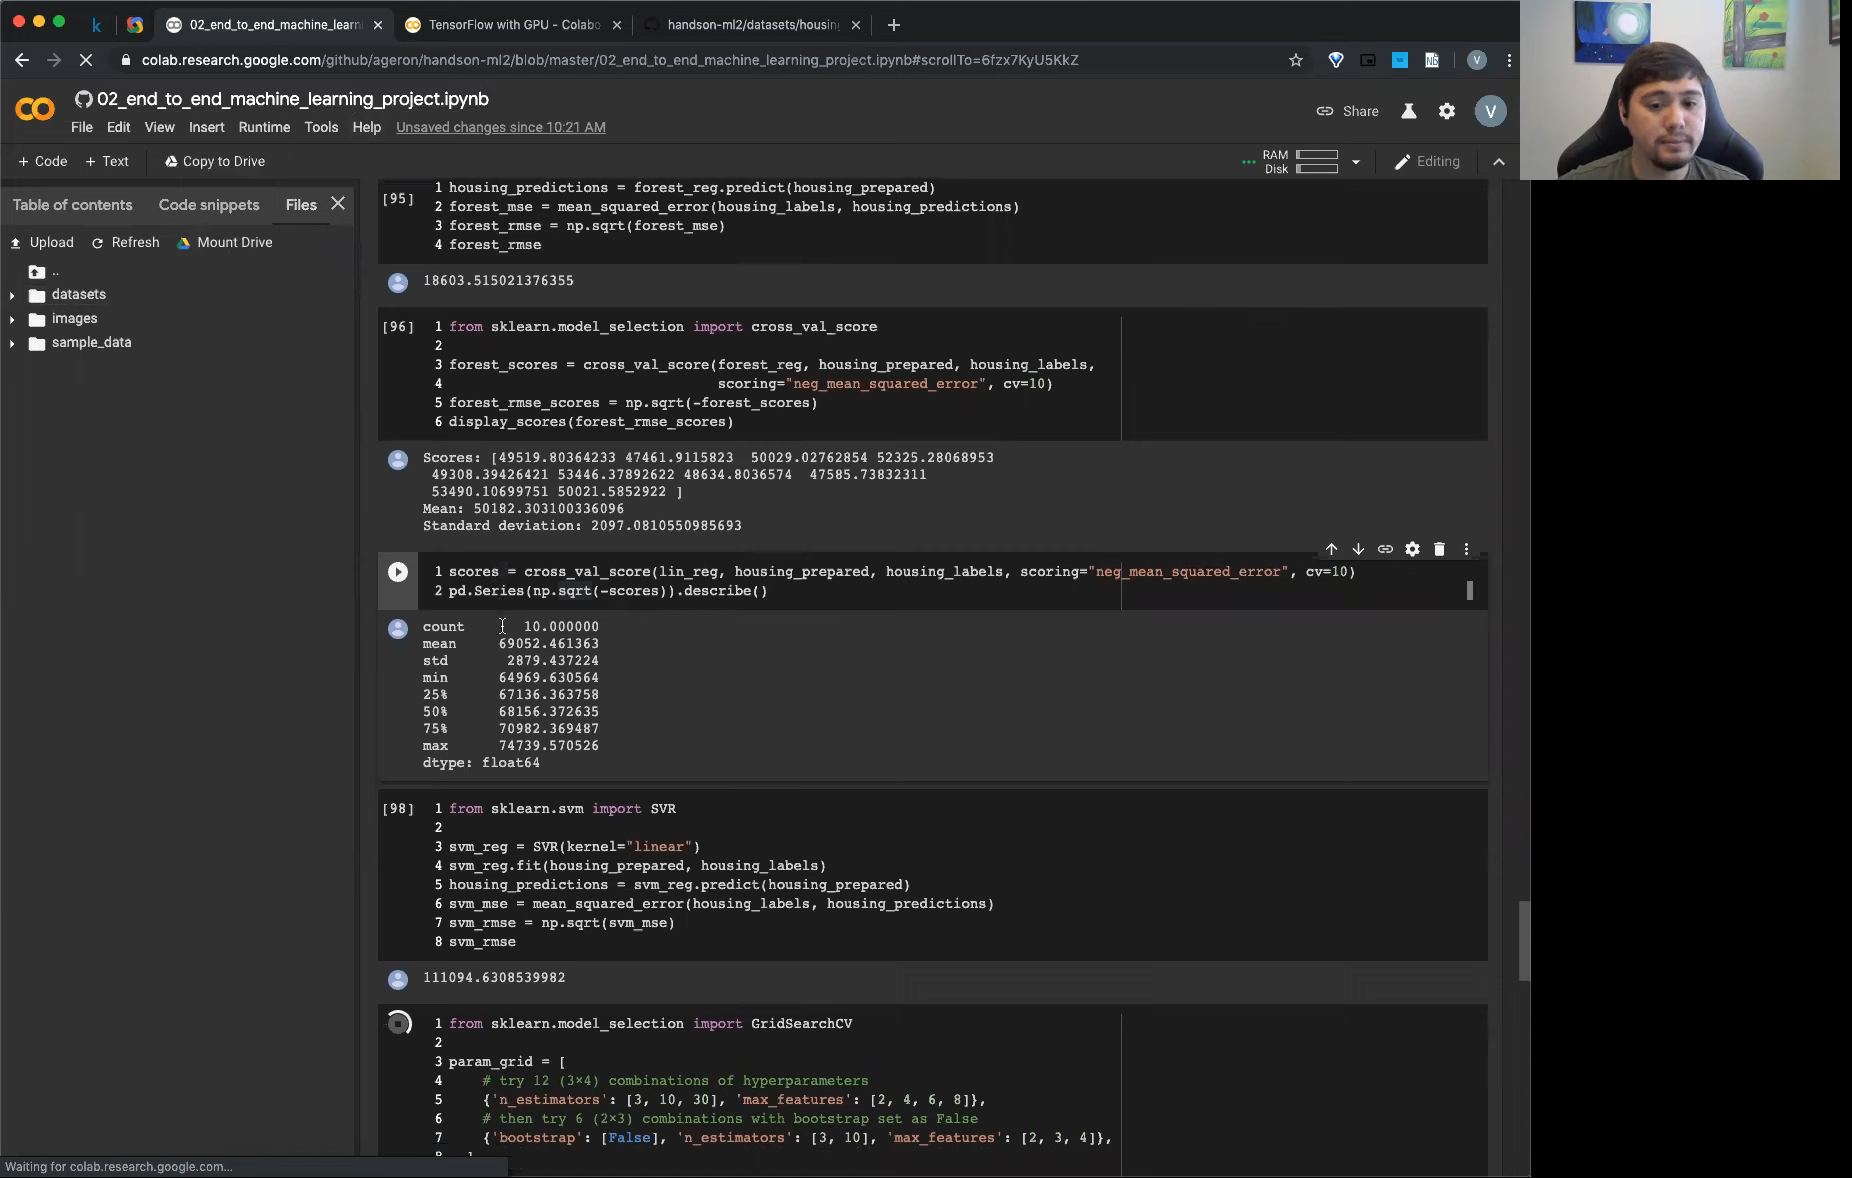 02_end_to_end_machine_learni
TensorFlow with GPU - Colabo
handson-ml2/datasets/housin
colab.research.google.com/github/ageron/handson-ml2/blob/master/02_end_to_end_machine_learning_project.ipynb#scrollTo=6fzx7KyU5KkZ
02_end_to_end_machine_learning_project.ipynb
Share
V
File Edit View Insert Runtime Tools Help Unsaved changes since 10:21 AM
+ Code + Text Copy to Drive
RAM
Disk
Editing
Table of contents Code snippets Files
Upload Refresh Mount Drive
..
datasets
images
sample_data
[95]
1 housing_predictions = forest_reg.predict(housing_prepared)
2 forest_mse = mean_squared_error(housing_labels, housing_predictions)
3 forest_rmse = np.sqrt(forest_mse)
4 forest_rmse
18603.515021376355
[96]
1 from sklearn.model_selection import cross_val_score
2
3 forest_scores = cross_val_score(forest_reg, housing_prepared, housing_labels,
4 scoring="neg_mean_squared_error", cv=10)
5 forest_rmse_scores = np.sqrt(-forest_scores)
6 display_scores(forest_rmse_scores)
Scores: [49519.80364233 47461.9115823 50029.02762854 52325.28068953
49308.39426421 53446.37892622 48634.8036574 47585.73832311
53490.10699751 50021.5852922 ]
Mean: 50182.303100336096
Standard deviation: 2097.0810550985693
1 scores = cross_val_score(lin_reg, housing_prepared, housing_labels, scoring="neg_mean_squared_error", cv=10)
2 pd.Series(np.sqrt(-scores)).describe()
count 10.000000
mean 69052.461363
std 2879.437224
min 64969.630564
25% 67136.363758
50% 68156.372635
75% 70982.369487
max 74739.570526
dtype: float64
[98]
1 from sklearn.svm import SVR
2
3 svm_reg = SVR(kernel="linear")
4 svm_reg.fit(housing_prepared, housing_labels)
5 housing_predictions = svm_reg.predict(housing_prepared)
6 svm_mse = mean_squared_error(housing_labels, housing_predictions)
7 svm_rmse = np.sqrt(svm_mse)
8 svm_rmse
111094.6308539982
1 from sklearn.model_selection import GridSearchCV
2
3 param_grid = [
4 # try 12 (3×4) combinations of hyperparameters
5 {'n_estimators': [3, 10, 30], 'max_features': [2, 4, 6, 8]},
6 # then try 6 (2×3) combinations with bootstrap set as False
7 {'bootstrap': [False], 'n_estimators': [3, 10], 'max_features': [2, 3, 4]},
Waiting for colab.research.google.com...